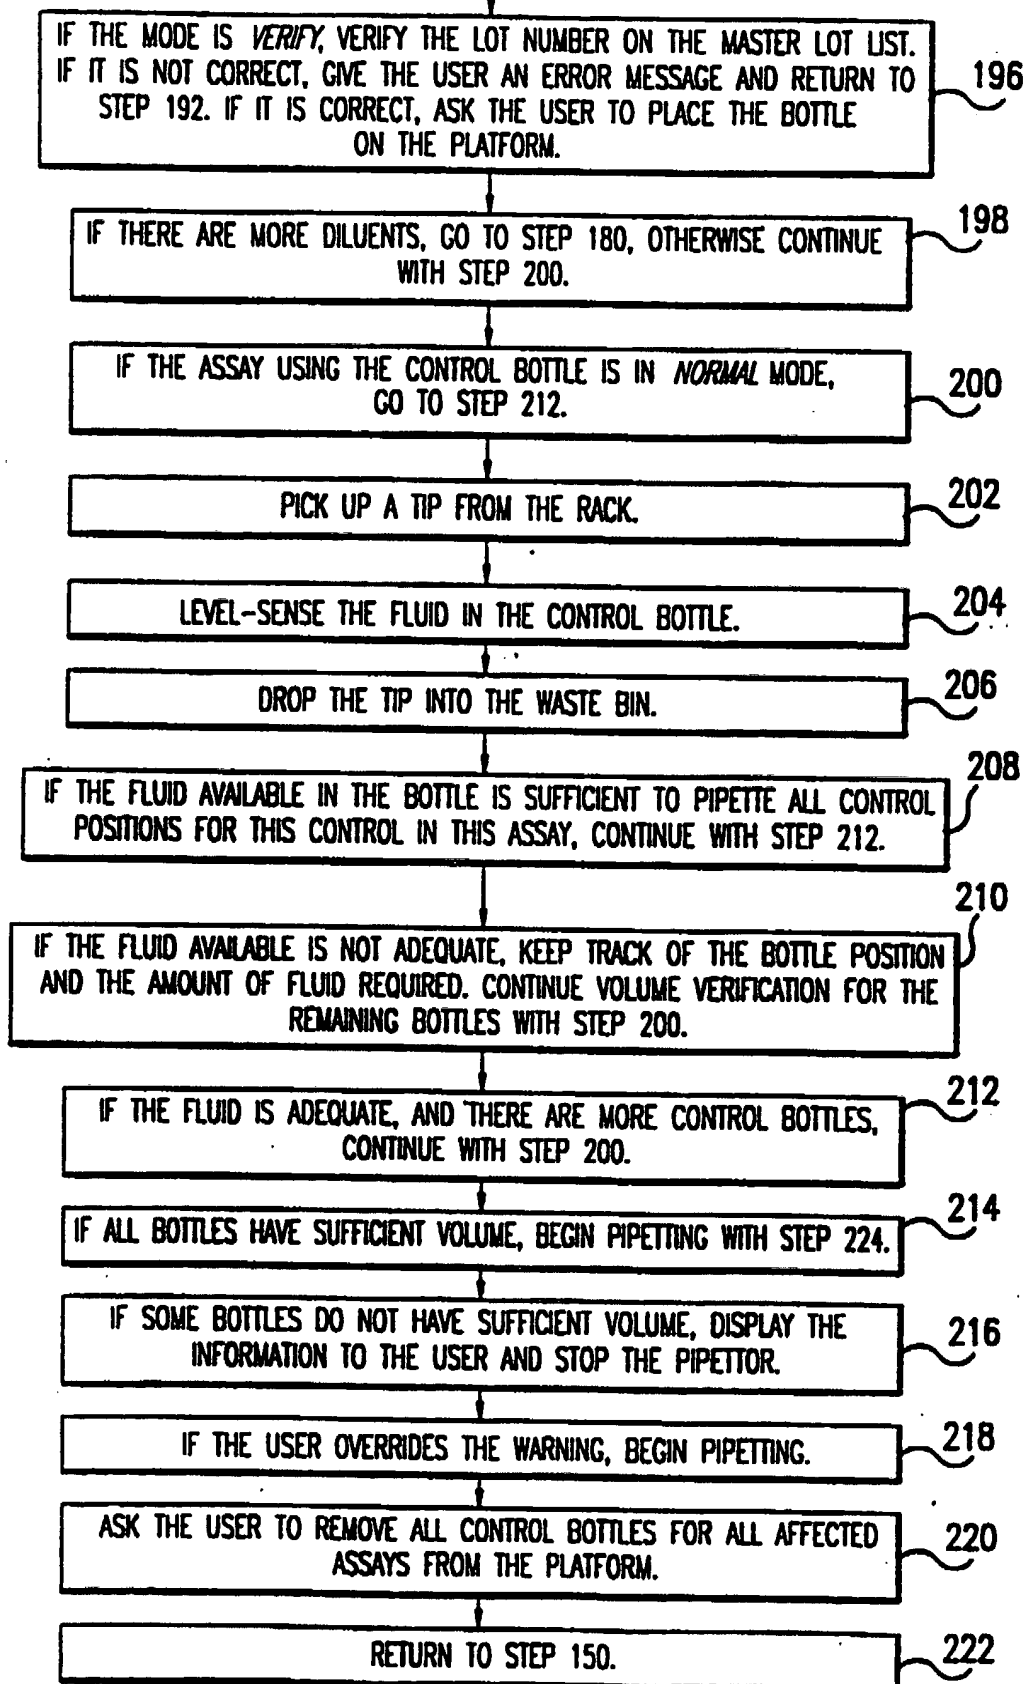 IF THE MODE IS VERIFY, VERIFY THE LOT NUMBER ON THE MASTER LOT LIST.
IF IT IS NOT CORRECT, GIVE THE USER AN ERROR MESSAGE AND RETURN TO
STEP 192. IF IT IS CORRECT, ASK THE USER TO PLACE THE BOTTLE
ON THE PLATFORM.
196
IF THERE ARE MORE DILUENTS, GO TO STEP 180, OTHERWISE CONTINUE
WITH STEP 200.
198
IF THE ASSAY USING THE CONTROL BOTTLE IS IN NORMAL MODE,
GO TO STEP 212.
200
PICK UP A TIP FROM THE RACK.
202
LEVEL-SENSE THE FLUID IN THE CONTROL BOTTLE.
204
DROP THE TIP INTO THE WASTE BIN.
206
IF THE FLUID AVAILABLE IN THE BOTTLE IS SUFFICIENT TO PIPETTE ALL CONTROL
POSITIONS FOR THIS CONTROL IN THIS ASSAY, CONTINUE WITH STEP 212.
208
IF THE FLUID AVAILABLE IS NOT ADEQUATE, KEEP TRACK OF THE BOTTLE POSITION
AND THE AMOUNT OF FLUID REQUIRED. CONTINUE VOLUME VERIFICATION FOR THE
REMAINING BOTTLES WITH STEP 200.
210
IF THE FLUID IS ADEQUATE, AND THERE ARE MORE CONTROL BOTTLES,
CONTINUE WITH STEP 200.
212
IF ALL BOTTLES HAVE SUFFICIENT VOLUME, BEGIN PIPETTING WITH STEP 224.
214
IF SOME BOTTLES DO NOT HAVE SUFFICIENT VOLUME, DISPLAY THE
INFORMATION TO THE USER AND STOP THE PIPETTOR.
216
IF THE USER OVERRIDES THE WARNING, BEGIN PIPETTING.
218
ASK THE USER TO REMOVE ALL CONTROL BOTTLES FOR ALL AFFECTED
ASSAYS FROM THE PLATFORM.
220
RETURN TO STEP 150.
222